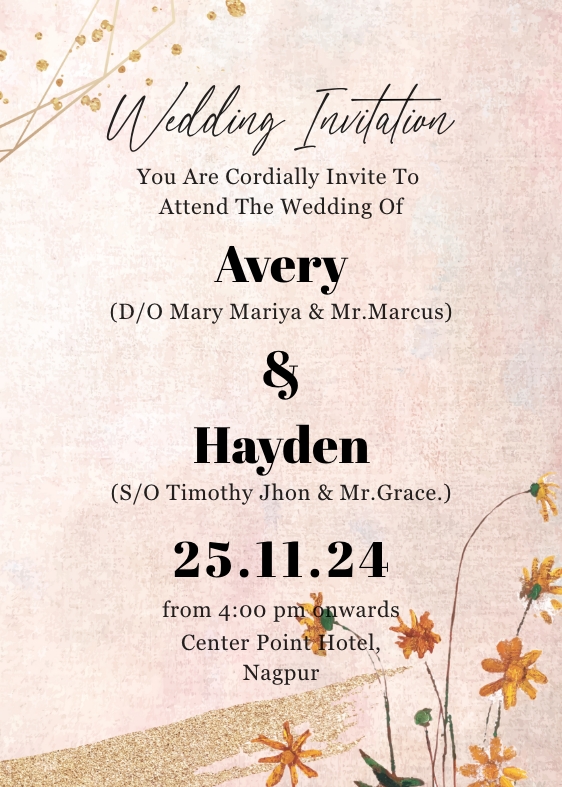 Wedding Invitation
You Are Cordially Invite To
Attend The Wedding Of
Avery
(D/O Mary Mariya & Mr.Marcus)
&
Hayden
(S/O Timothy Jhon & Mr.Grace.)
25.11.24
from 4:00 pm onwards
Center Point Hotel,
Nagpur